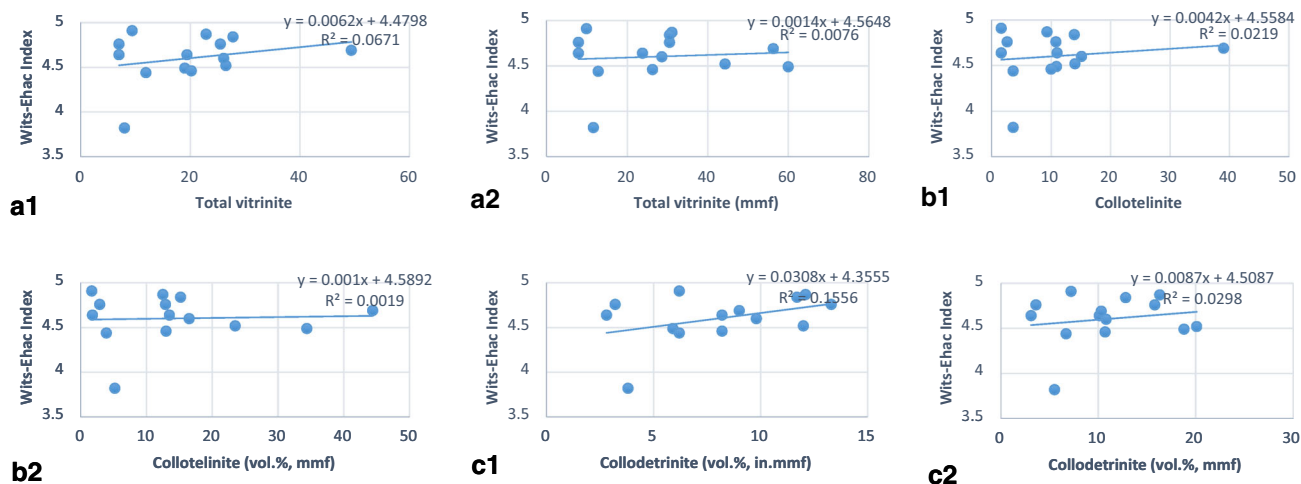 y = 0.0062x + 4.4798
R² = 0.0671
5
4.5
4
3.5
0
20
40
60
Wits-Ehac Index
Total vitrinite
a1
y = 0.0014x + 4.5648
R² = 0.0076
5
4.5
4
3.5
0
20
40
60
80
Wits-Ehac Index
Total vitrinite (mmf)
a2
y = 0.0042x + 4.5584
R² = 0.0219
5
4.5
4
3.5
0
10
20
30
40
50
Wits-Ehac Index
Collotelinite
b1
y = 0.001x + 4.5892
R² = 0.0019
5
4.5
4
3.5
0
10
20
30
40
50
Wits-Ehac Index
Collotelinite (vol.%, mmf)
b2
y = 0.0308x + 4.3555
R² = 0.1556
5
4.5
4
3.5
0
5
10
15
Wits-Ehac Index
Collodetrinite (vol.%, in.mmf)
c1
y = 0.0087x + 4.5087
R² = 0.0298
5
4.5
4
3.5
0
10
20
30
Wits-Ehac Index
Collodetrinite (vol.%, mmf)
c2